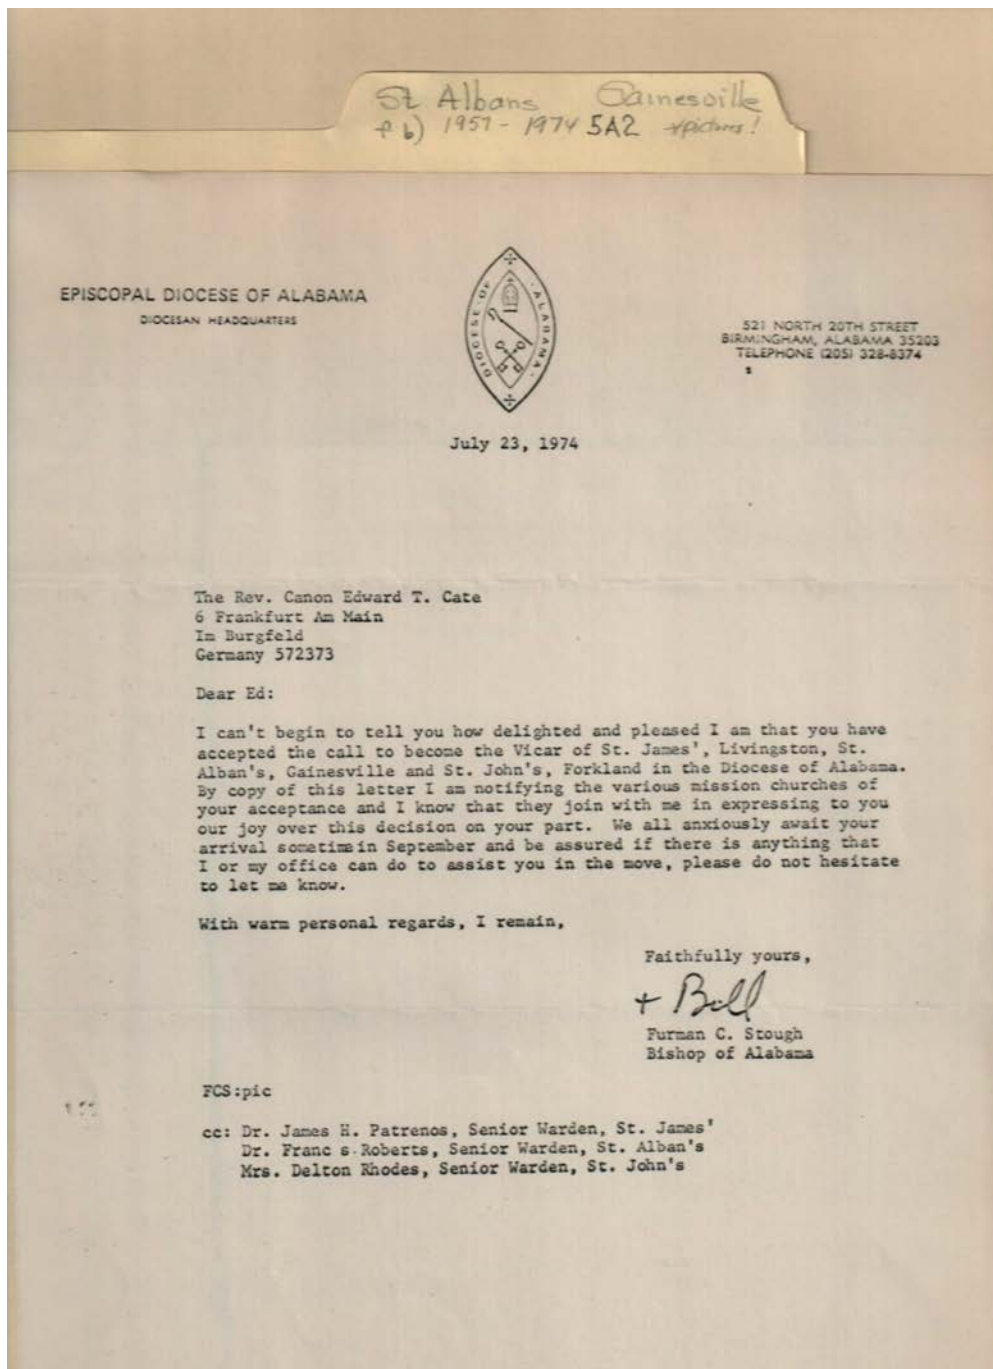 St Albans Gainesville
1957 - 1974 5A2 + pictures!
EPISCOPAL DIOCESE OF ALABAMA
DIOCESAN HEADQUARTERS
DIOCESE OF ALABAMA
521 NORTH 20TH STREET
BIRMINGHAM, ALABAMA 35203
TELEPHONE (205) 328-8374
July 23, 1974
The Rev. Canon Edward T. Cate
6 Frankfurt Am Main
Im Burgfeld
Germany 572373
Dear Ed:
I can't begin to tell you how delighted and pleased I am that you have
accepted the call to become the Vicar of St. James', Livingston, St.
Alban's, Gainesville and St. John's, Forkland in the Diocese of Alabama.
By copy of this letter I am notifying the various mission churches of
your acceptance and I know that they join with me in expressing to you
our joy over this decision on your part. We all anxiously await your
arrival sometimein September and be assured if there is anything that
I or my office can do to assist you in the move, please do not hesitate
to let me know.
With warm personal regards, I remain,
Faithfully yours,
+ Bill
Furman C. Stough
Bishop of Alabama
FCS:pic
cc: Dr. James H. Patrenos, Senior Warden, St. James'
Dr. Franc s Roberts, Senior Warden, St. Alban's
Mrs. Delton Rhodes, Senior Warden, St. John's